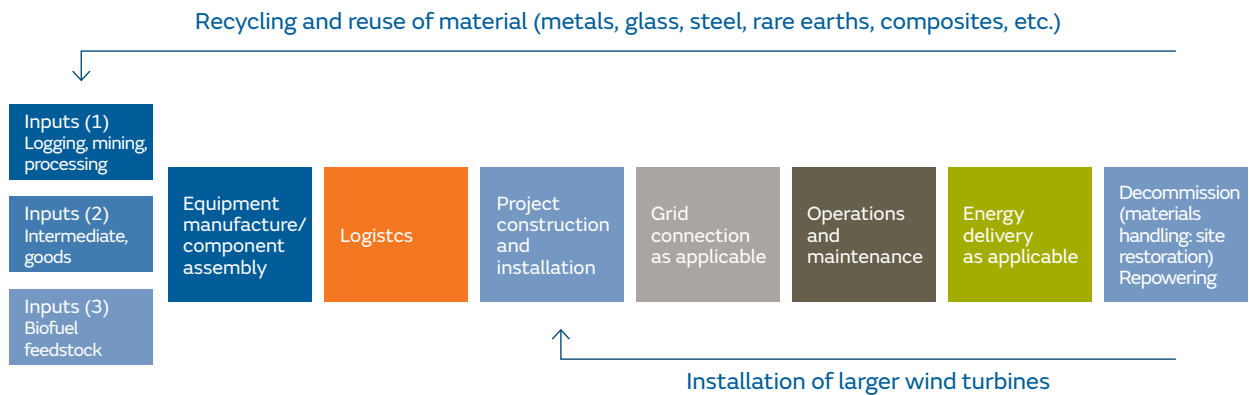 Recycling and reuse of material (metals, glass, steel, rare earths, composites, etc.)
Inputs (1)
Logging, mining,
processing
Inputs (2)
Intermediate,
goods
Inputs (3)
Biofuel
feedstock
Equipment
manufacture/
component
assembly
Logistcs
Project
construction
and
installation
Grid
connection
as applicable
Operations
and
maintenance
Energy
delivery
as applicable
Decommission
(materials
handling: site
restoration)
Repowering
Installation of larger wind turbines